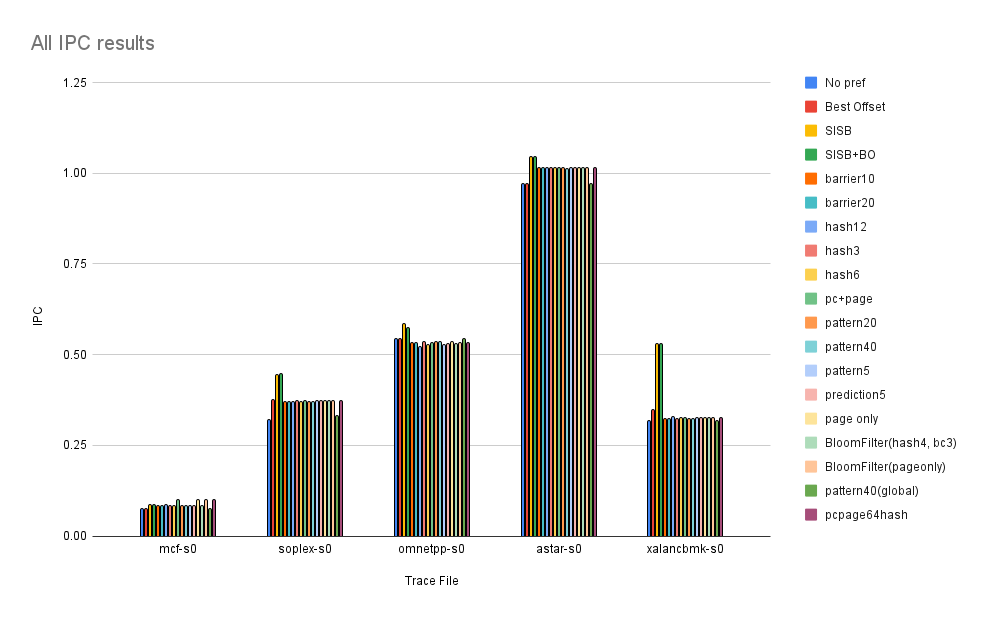 All IPC results
1.25
1.00
0.75
0.50
0.25
0.00
IPC
mcf-s0
soplex-s0
omnetpp-s0
astar-s0
xalancbmk-s0
Trace File
No pref
Best Offset
SISB
SISB+BO
barrier10
barrier20
hash12
hash3
hash6
pc+page
pattern20
pattern40
pattern5
prediction5
page only
BloomFilter(hash4, bc3)
BloomFilter(pageonly)
pattern40(global)
pcpage64hash